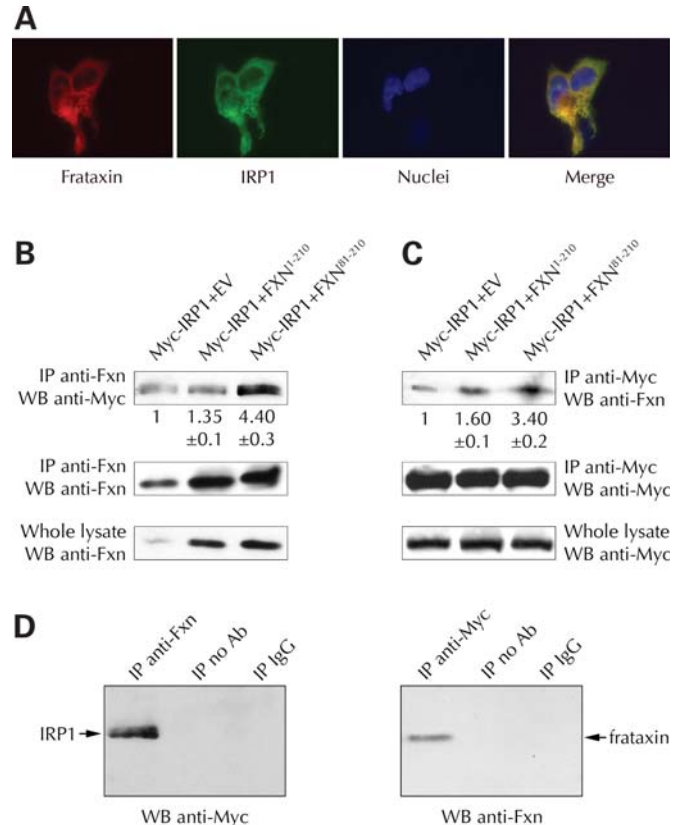 A
Frataxin
IRP1
Nuclei
Merge
B
Myc-IRP1+EV
Myc-IRP1+FXN¹⁻²¹⁰
Myc-IRP1+FXN⁸¹⁻²¹⁰
IP anti-Fxn
WB anti-Myc
1
1.35
±0.1
4.40
±0.3
IP anti-Fxn
WB anti-Fxn
Whole lysate
WB anti-Fxn
C
Myc-IRP1+EV
Myc-IRP1+FXN¹⁻²¹⁰
Myc-IRP1+FXN⁸¹⁻²¹⁰
IP anti-Myc
WB anti-Fxn
1
1.60
±0.1
3.40
±0.2
IP anti-Myc
WB anti-Myc
Whole lysate
WB anti-Myc
D
IP anti-Fxn
IP no Ab
IP IgG
IRP1
WB anti-Myc
IP anti-Myc
IP no Ab
IP IgG
frataxin
WB anti-Fxn